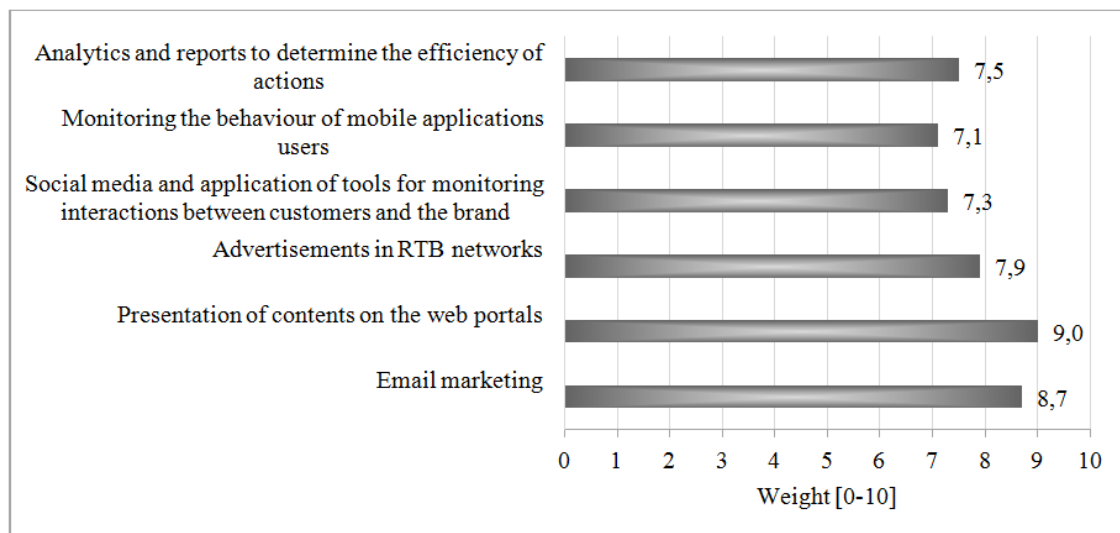 Analytics and reports to determine the efficiency of
actions
7,5
Monitoring the behaviour of mobile applications
users
7,1
Social media and application of tools for monitoring
interactions between customers and the brand
7,3
Advertisements in RTB networks
7,9
Presentation of contents on the web portals
9,0
Email marketing
8,7
0 1 2 3 4 5 6 7 8 9 10
Weight [0-10]